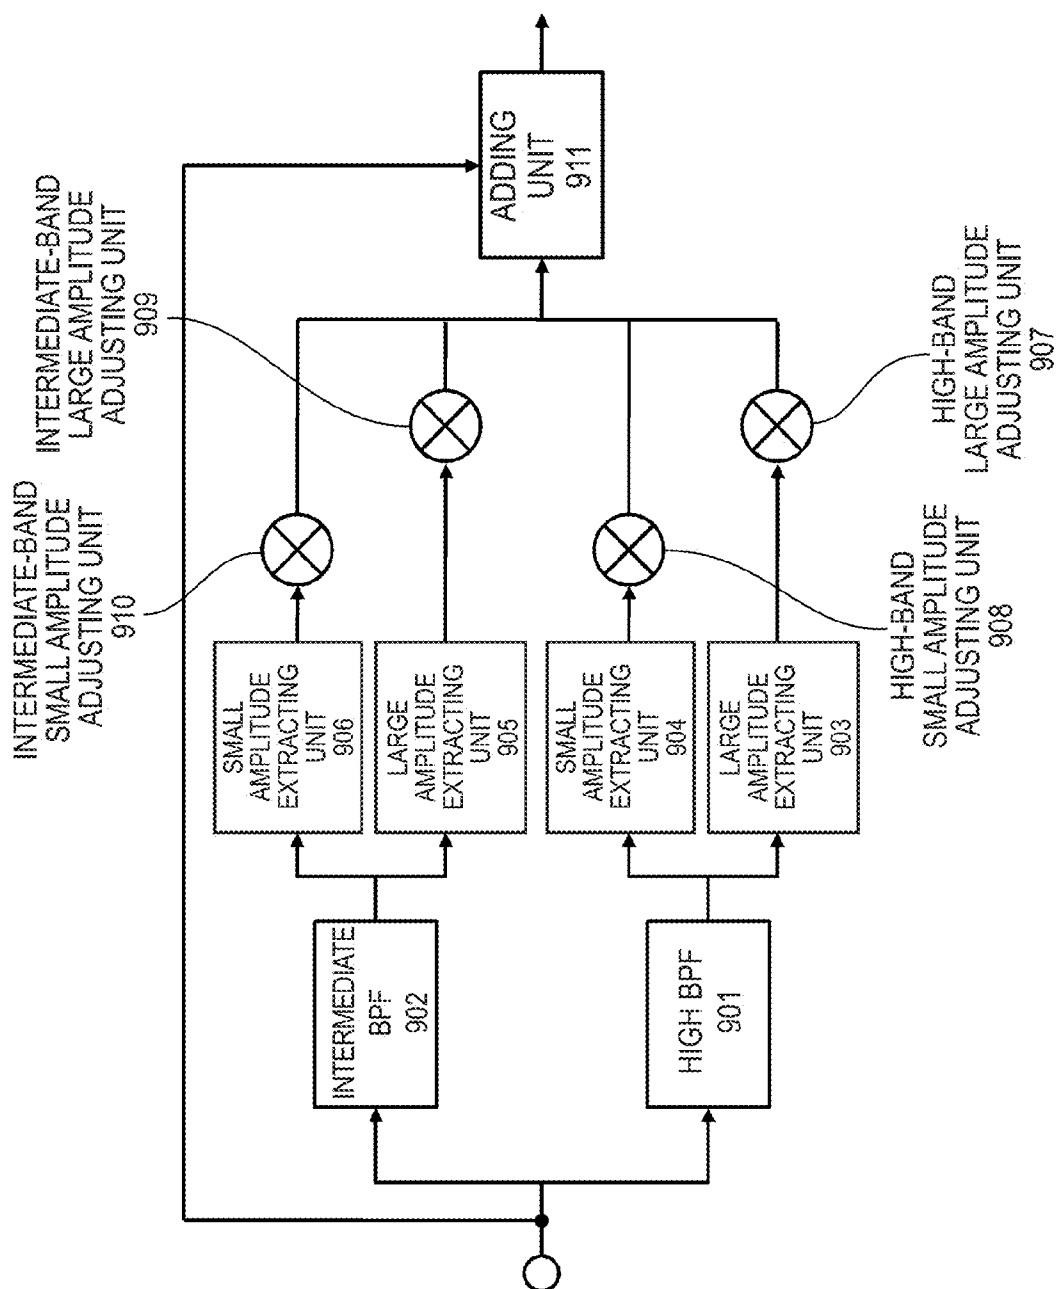 INTERMEDIATE-BAND
SMALL AMPLITUDE
ADJUSTING UNIT
910
INTERMEDIATE-BAND
LARGE AMPLITUDE
ADJUSTING UNIT
909
INTERMEDIATE
BPF
902
SMALL
AMPLITUDE
EXTRACTING
UNIT
906
LARGE
AMPLITUDE
EXTRACTING
UNIT
905
ADDING
UNIT
911
HIGH BPF
901
SMALL
AMPLITUDE
EXTRACTING
UNIT
904
LARGE
AMPLITUDE
EXTRACTING
UNIT
903
HIGH-BAND
SMALL AMPLITUDE
ADJUSTING UNIT
908
HIGH-BAND
LARGE AMPLITUDE
ADJUSTING UNIT
907